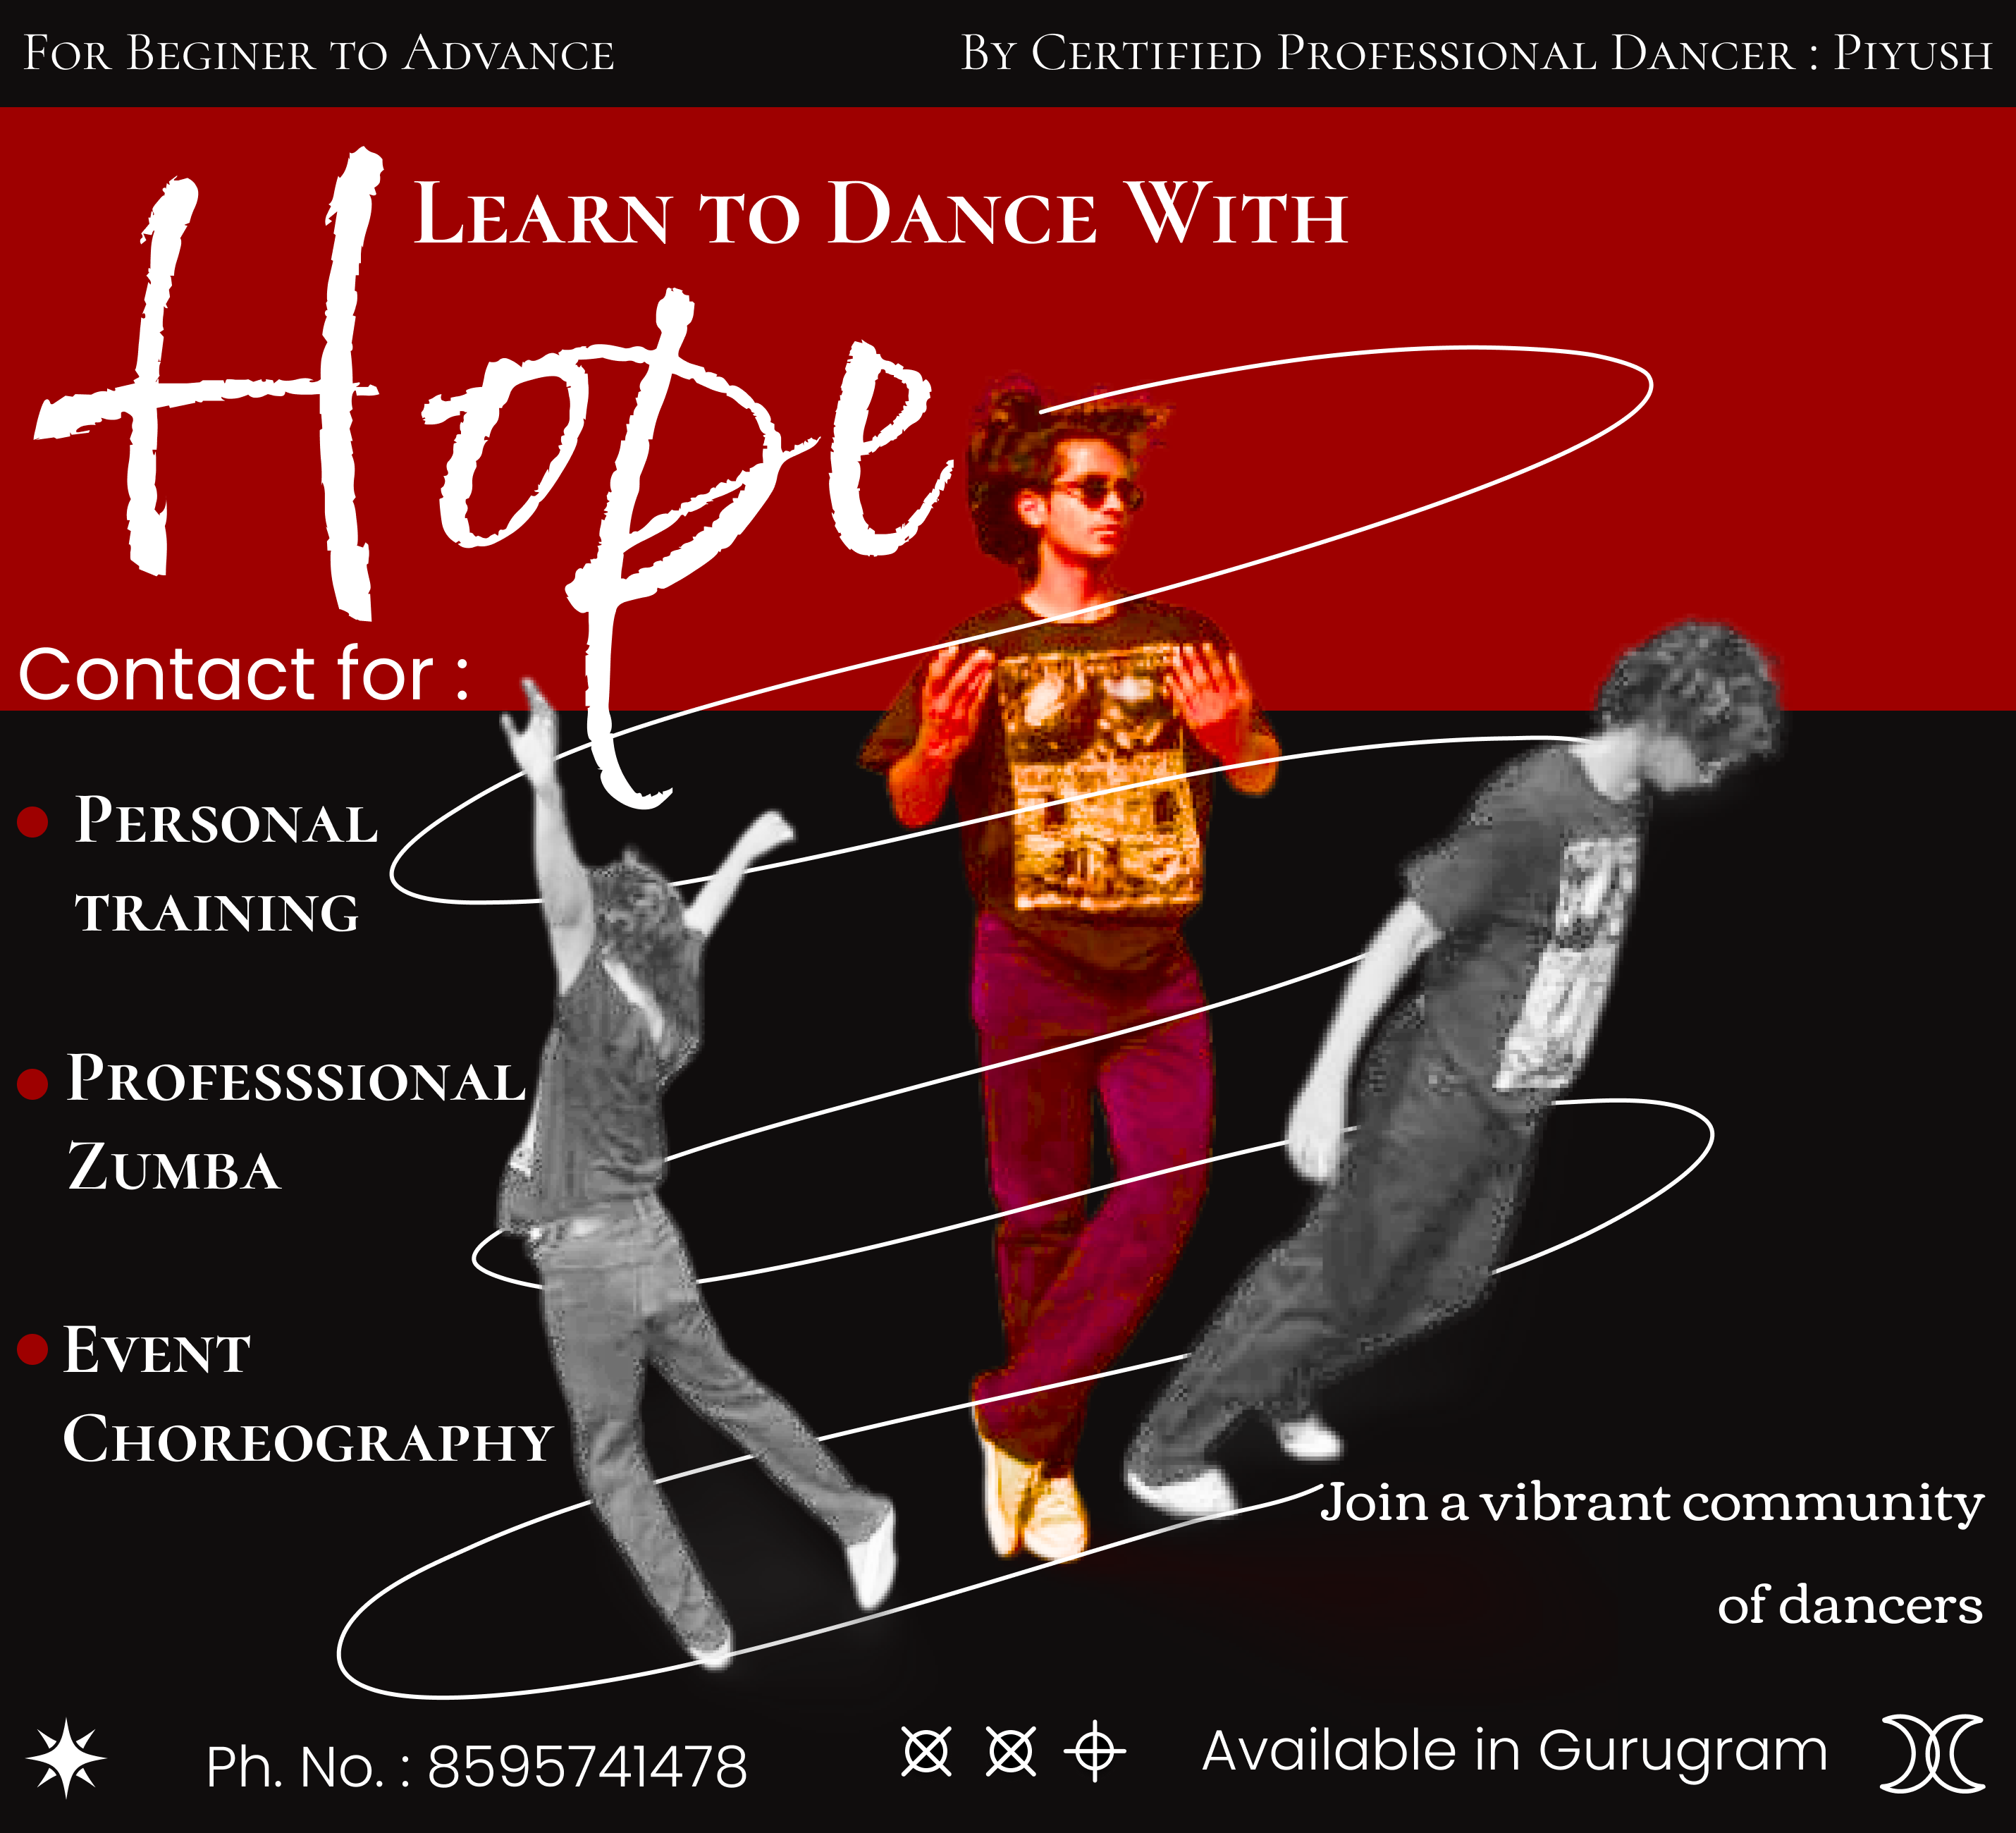 For Beginer to Advance
By Certified Professional Dancer : Piyush
Learn to Dance With
Hope
Contact for :
Personal
training
Professsional
Zumba
Event
Choreography
Join a vibrant community
of dancers
Ph. No. : 8595741478
Available in Gurugram